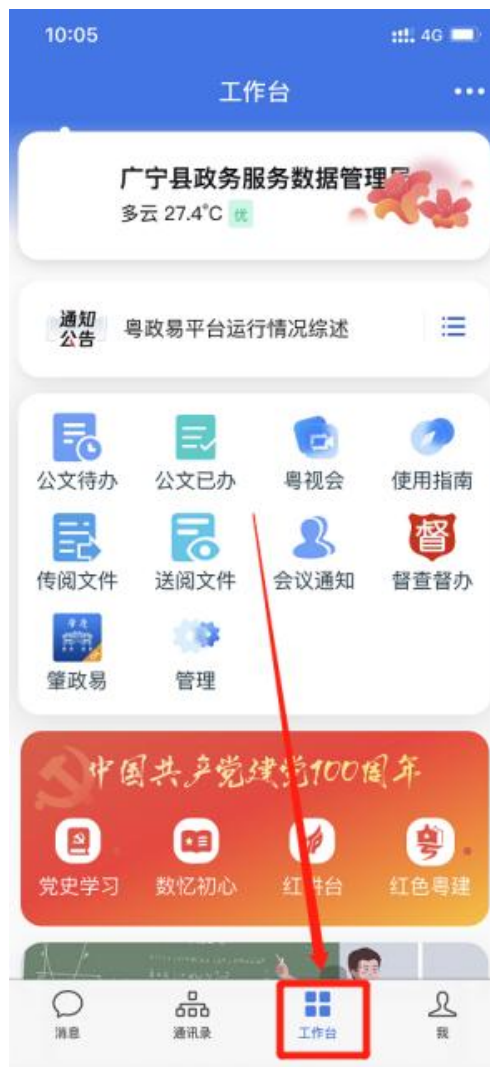 10:05
4G
工作台
广宁县政务服务数据管理
多云 27.4°C 优
通知
公告
粤政易平台运行情况综述
公文待办 公文已办 粤视会 使用指南
督
传阅文件 送阅文件 会议通知 督查督办
肇政易 管理
中国共产党建党100周年
粤
党史学习 数忆初心 红讲台 红色粤建
消息 通讯录 工作台 我